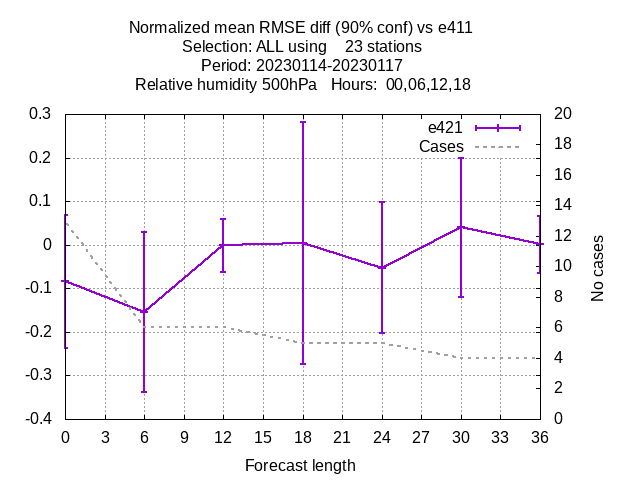 Normalized mean RMSE diff (90% conf) vs e411
Selection: ALL using    23 stations
Period: 20230114-20230117
Relative humidity 500hPa   Hours:  00,06,12,18
e421
Cases
0.3
0.2
0.1
0
-0.1
-0.2
-0.3
-0.4
20
18
16
14
12
10
8
6
4
2
0
No cases
0 3 6 9 12 15 18 21 24 27 30 33 36
Forecast length